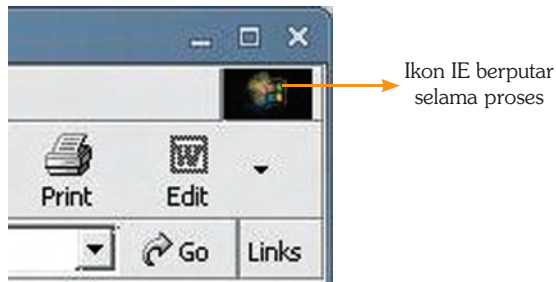 Ikon IE berputar
selama proses
Print
Edit
Go
Links